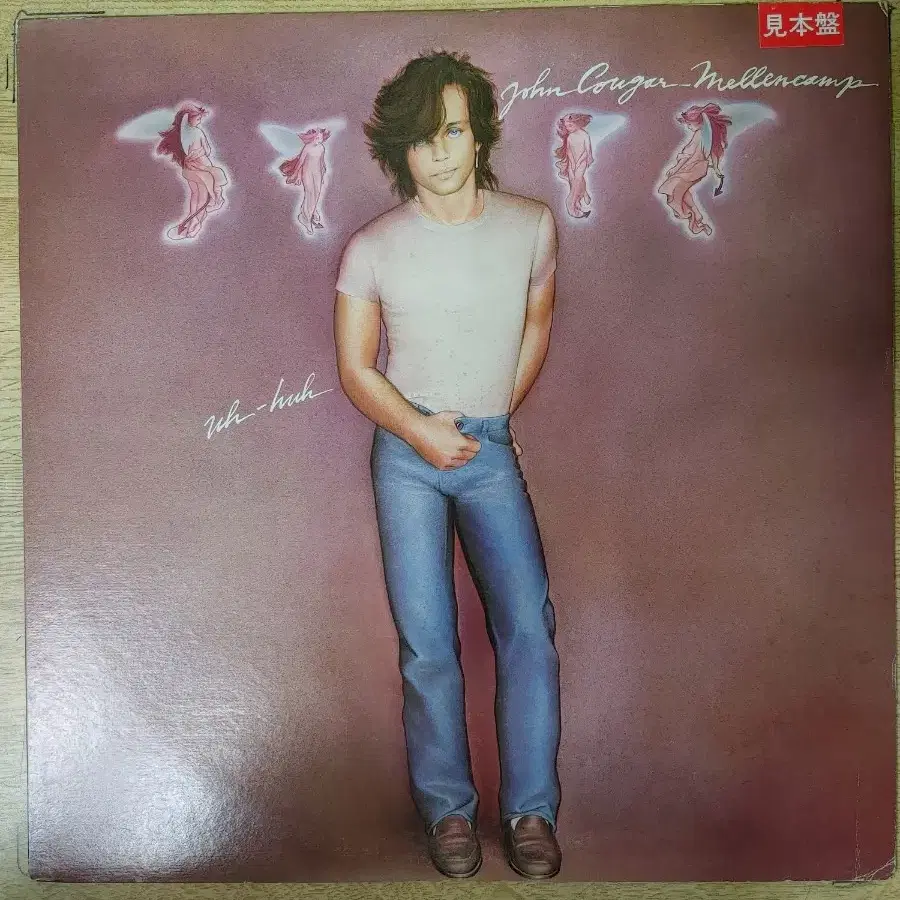 見本盤
John Cougar Mellencamp
uh-huh